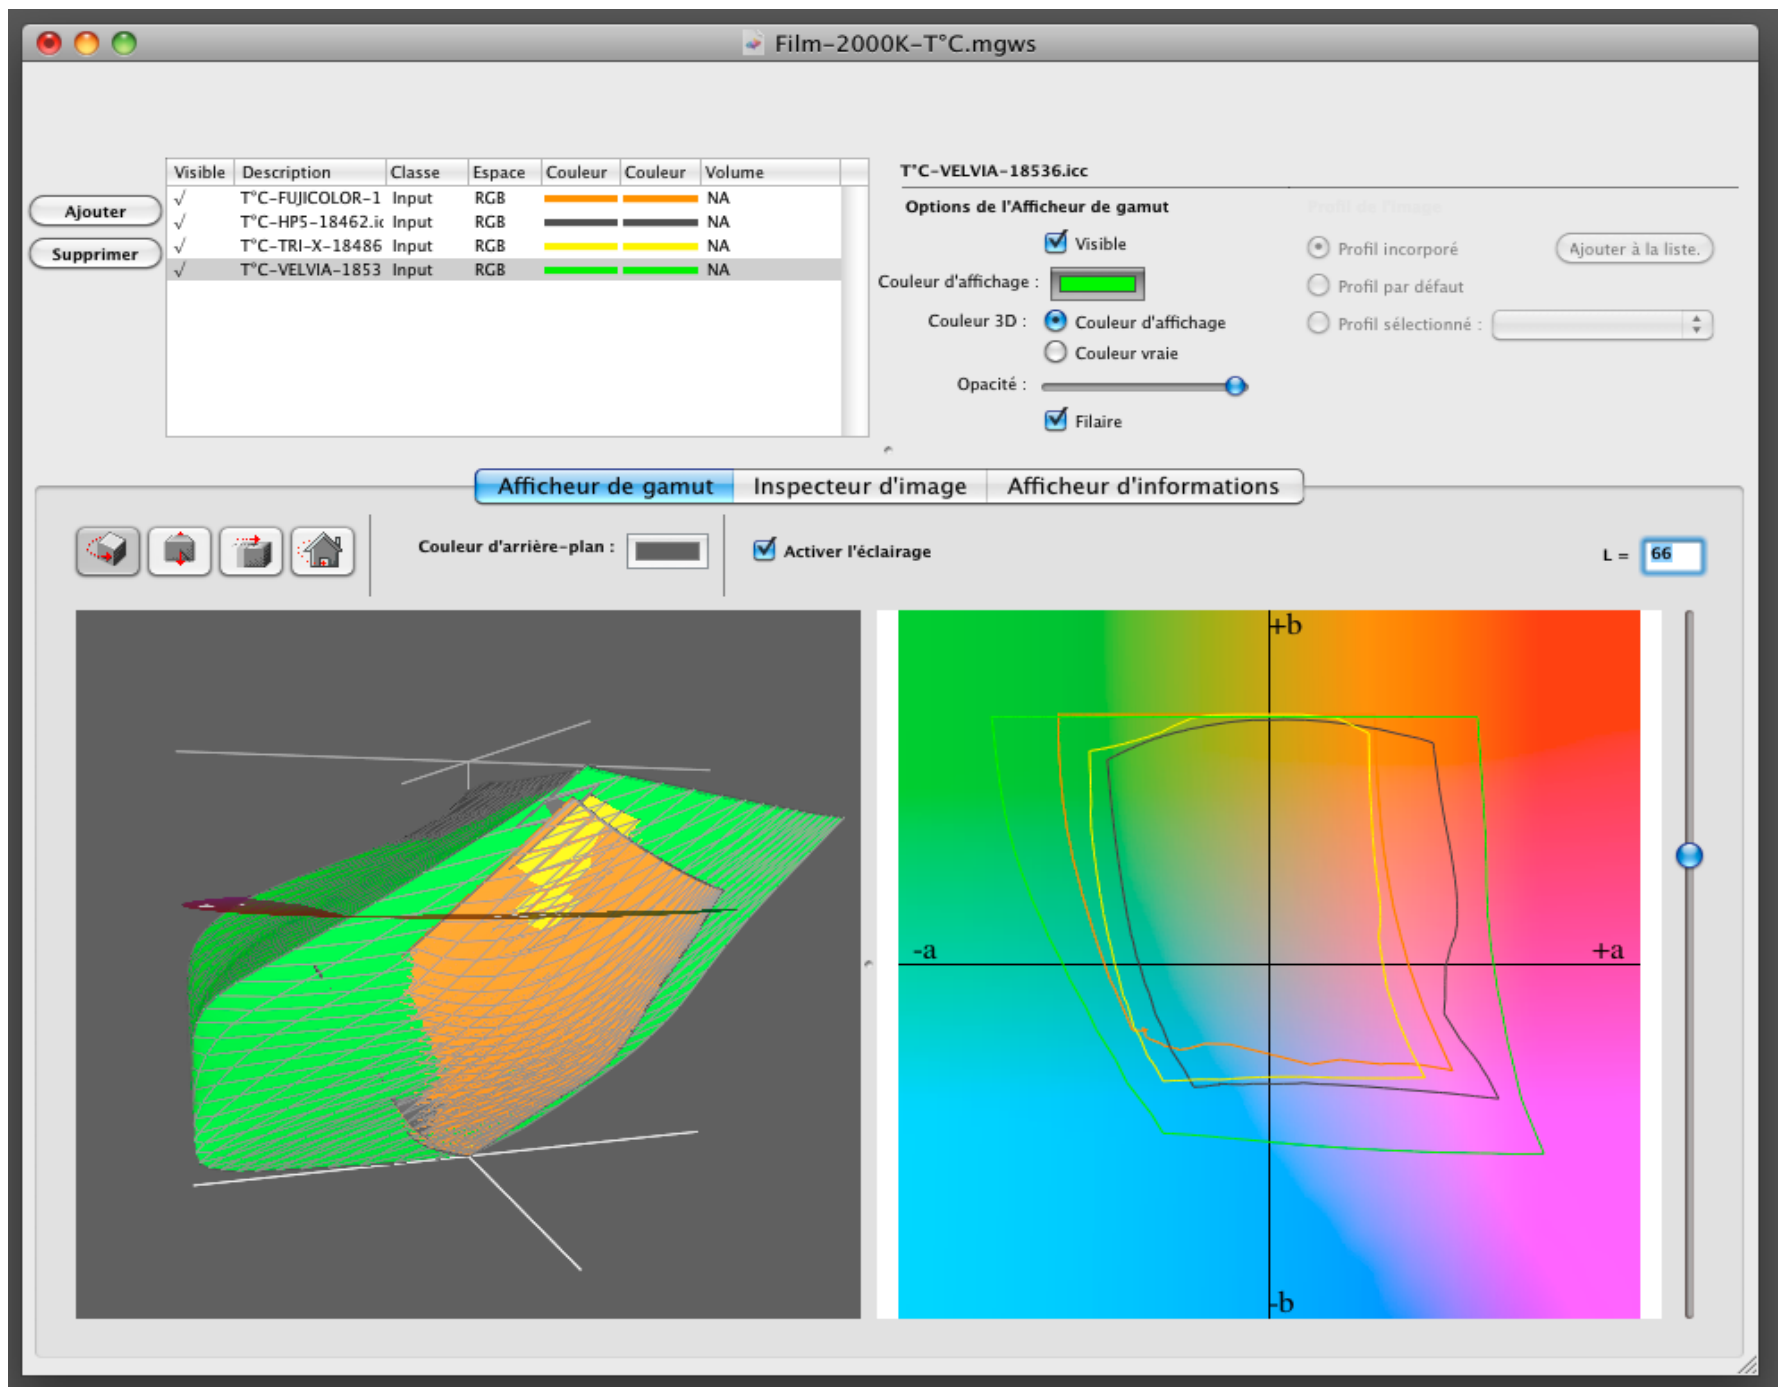 Film-2000K-T°C.mgws
Visible Description Classe Espace Couleur Couleur Volume
√ T°C-FUJICOLOR-1 Input RGB NA
√ T°C-HP5-18462.ic Input RGB NA
√ T°C-TRI-X-18486 Input RGB NA
√ T°C-VELVIA-1853 Input RGB NA
Ajouter
Supprimer
T°C-VELVIA-18536.icc
Options de l'Afficheur de gamut
Profil de l'image
Visible
Couleur d'affichage :
Couleur 3D : Couleur d'affichage
Couleur vraie
Opacité :
Filaire
Profil incorporé Ajouter à la liste.
Profil par défaut
Profil sélectionné :
Afficheur de gamut Inspecteur d'image Afficheur d'informations
Couleur d'arrière-plan : Activer l'éclairage L = 66
+b
-a +a
-b